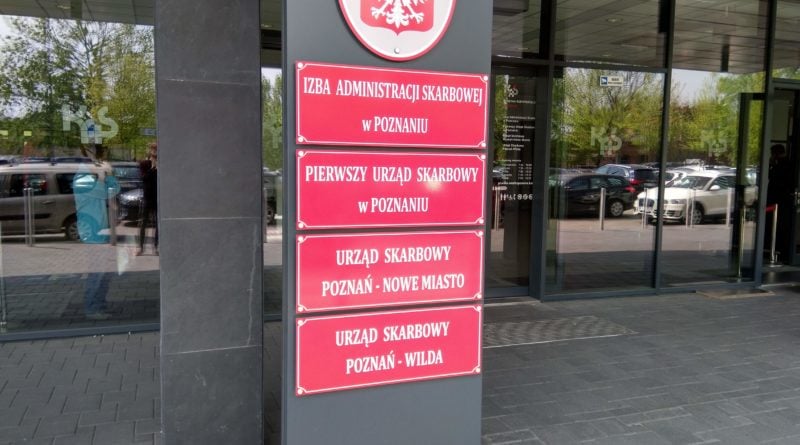 IZBA ADMINISTRACJI SKARBOWEJ
w POZNANIU
PIERWSZY URZĄD SKARBOWY
w POZNANIU
URZĄD SKARBOWY
POZNAŃ - NOWE MIASTO
URZĄD SKARBOWY
POZNAŃ - WILDA